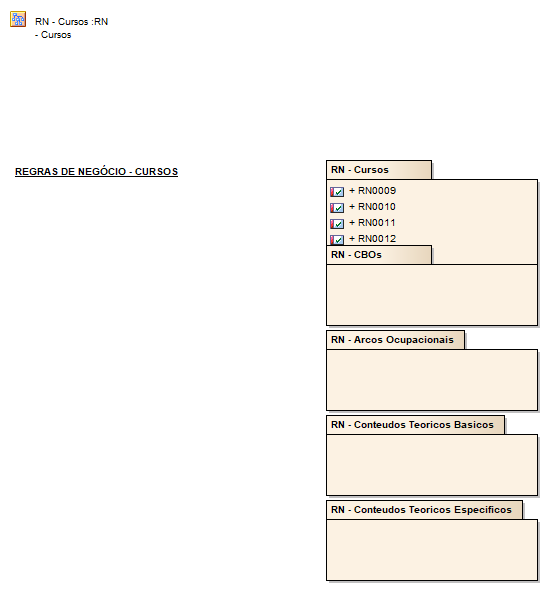 RN - Cursos :RN
- Cursos
REGRAS DE NEGÓCIO - CURSOS
RN - Cursos
+ RN0009
+ RN0010
+ RN0011
+ RN0012
RN - CBOs
RN - Arcos Ocupacionais
RN - Conteudos Teoricos Basicos
RN - Conteudos Teoricos Especificos